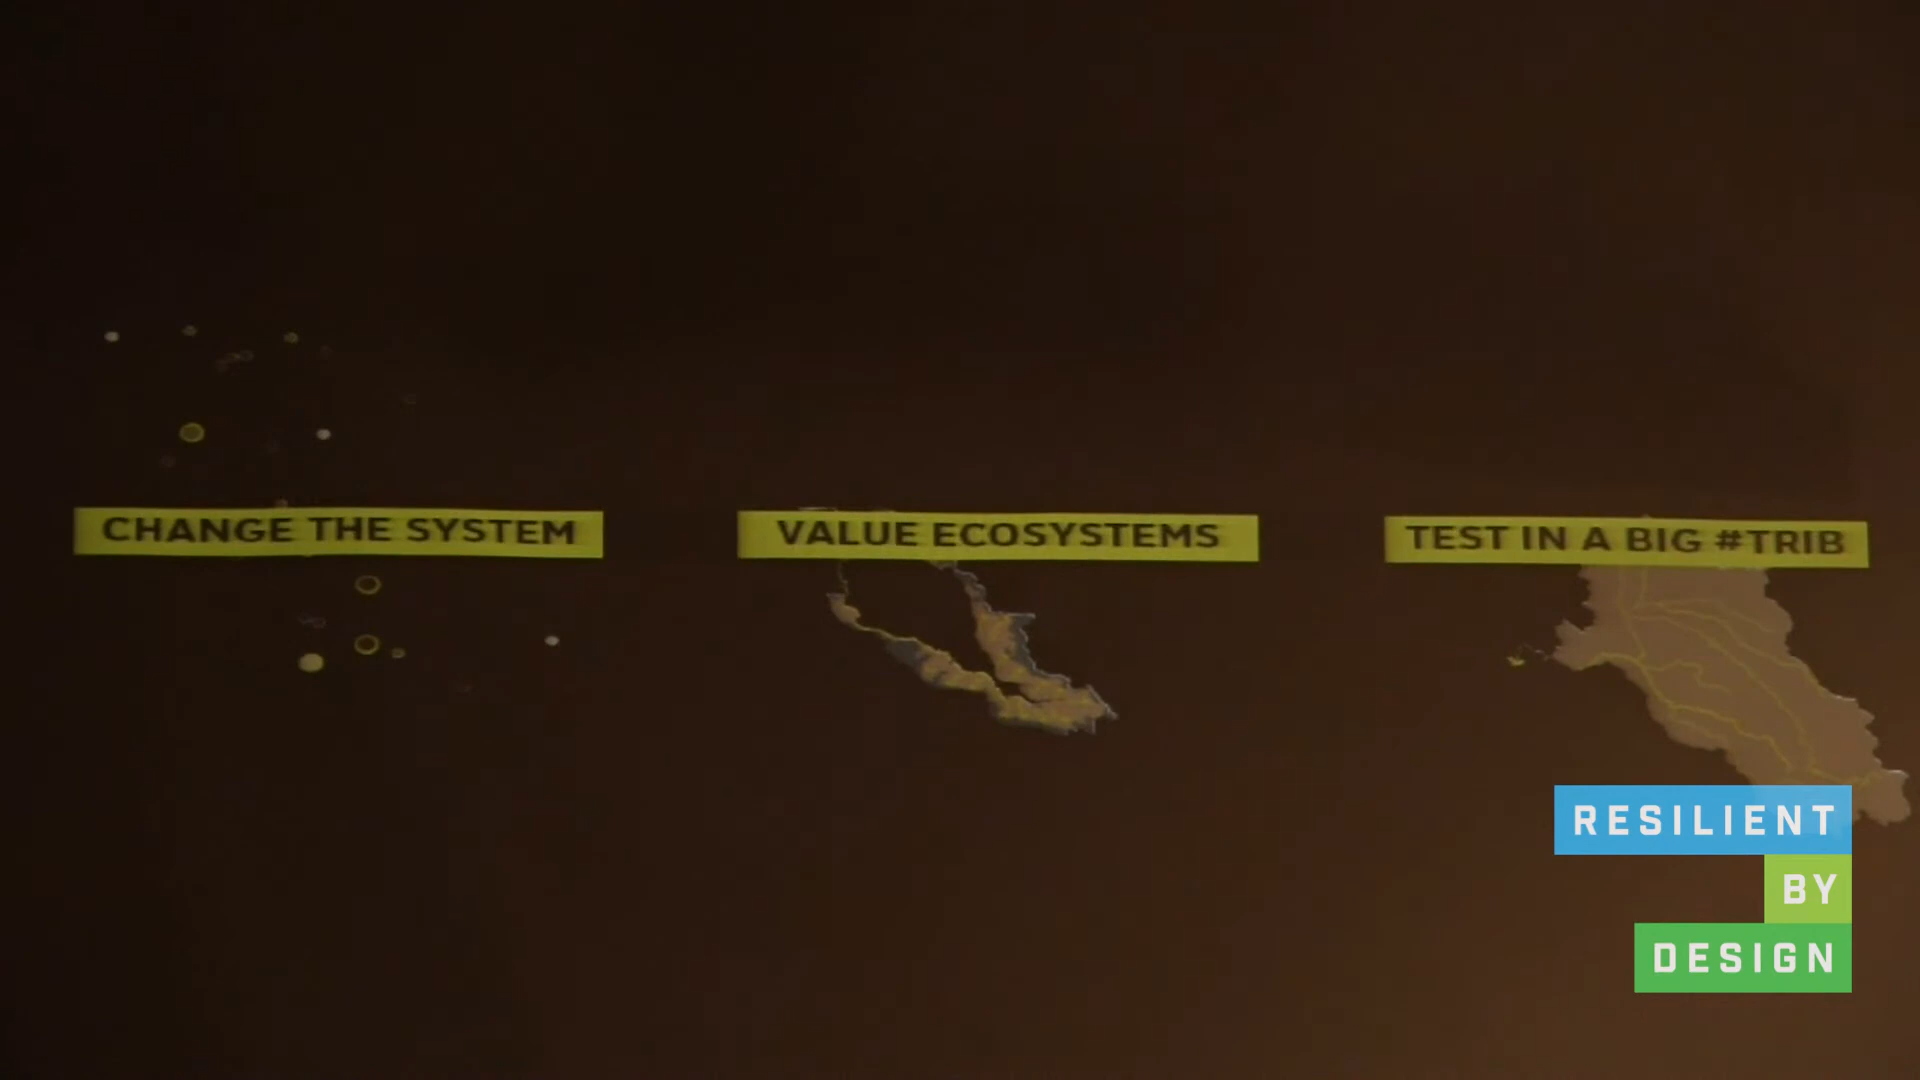 CHANGE THE SYSTEM
VALUE ECOSYSTEMS
TEST IN A BIG #TRIB
RESILIENT
BY
DESIGN